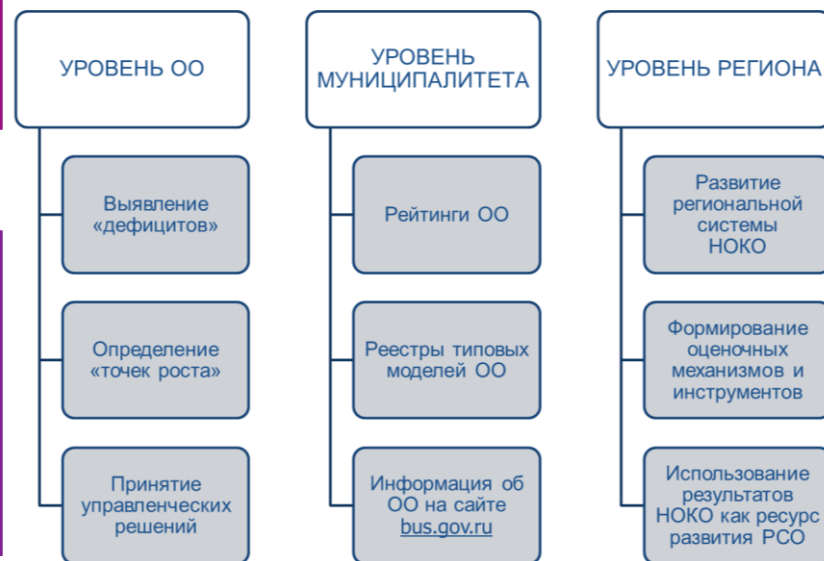 УРОВЕНЬ ОО
Выявление
«дефицитов»
Определение
«точек роста»
Принятие
управленческих
решений
УРОВЕНЬ
МУНИЦИПАЛИТЕТА
Рейтинги ОО
Реестры типовых
моделей ОО
Информация об
ОО на сайте
bus.gov.ru
УРОВЕНЬ РЕГИОНА
Развитие
региональной
системы
НОКО
Формирование
оценочных
механизмов и
инструментов
Использование
результатов
НОКО как ресурс
развития РСО